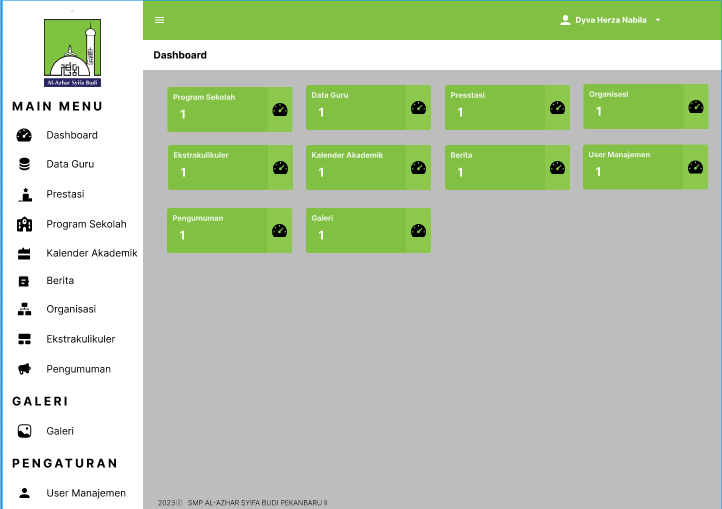 Al-Azhar Syifa Budi
MAIN MENU
Dashboard
Data Guru
Prestasi
Program Sekolah
Kalender Akademik
Berita
Organisasi
Ekstrakulikuler
Pengumuman
GALERI
Galeri
PENGATURAN
User Manajemen
Dyva Herza Nabila
Dashboard
Program Sekolah
1
Data Guru
1
Presstasi
1
Organisasi
1
Ekstrakulikuler
1
Kalender Akademik
1
Berita
1
User Manajemen
1
Pengumuman
1
Galeri
1
2023© SMP AL-AZHAR SYIFA BUDI PEKANBARU II